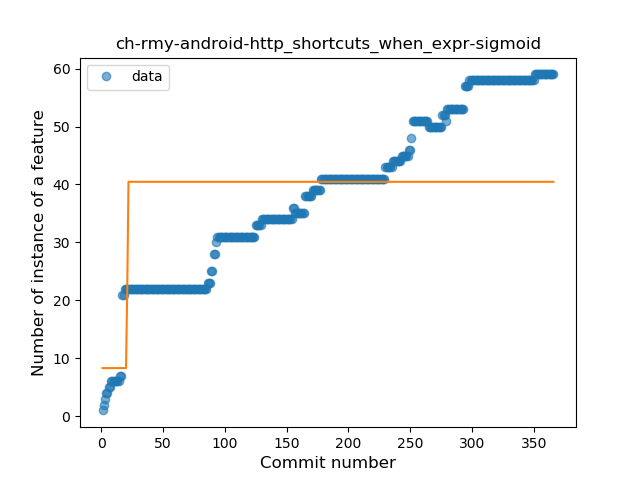 ch-rmy-android-http_shortcuts_when_expr-sigmoid
data
Number of instance of a feature
60
50
40
30
20
10
0
0 50 100 150 200 250 300 350
Commit number